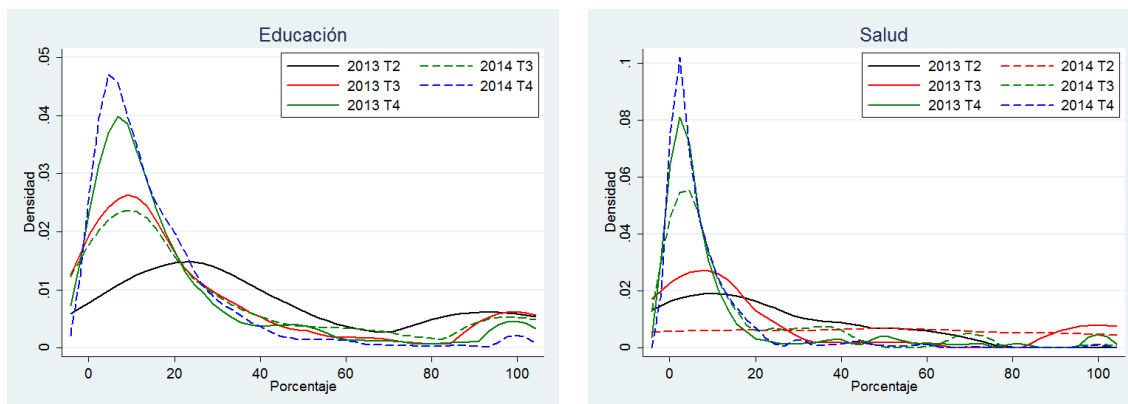 Educación
2013 T2
2014 T3
2013 T3
2014 T4
2013 T4
Densidad
.05
.04
.03
.02
.01
0
0 20 40 60 80 100
Porcentaje
Salud
2013 T2
2014 T2
2013 T3
2014 T3
2013 T4
2014 T4
Densidad
.1
.08
.06
.04
.02
0
0 20 40 60 80 100
Porcentaje